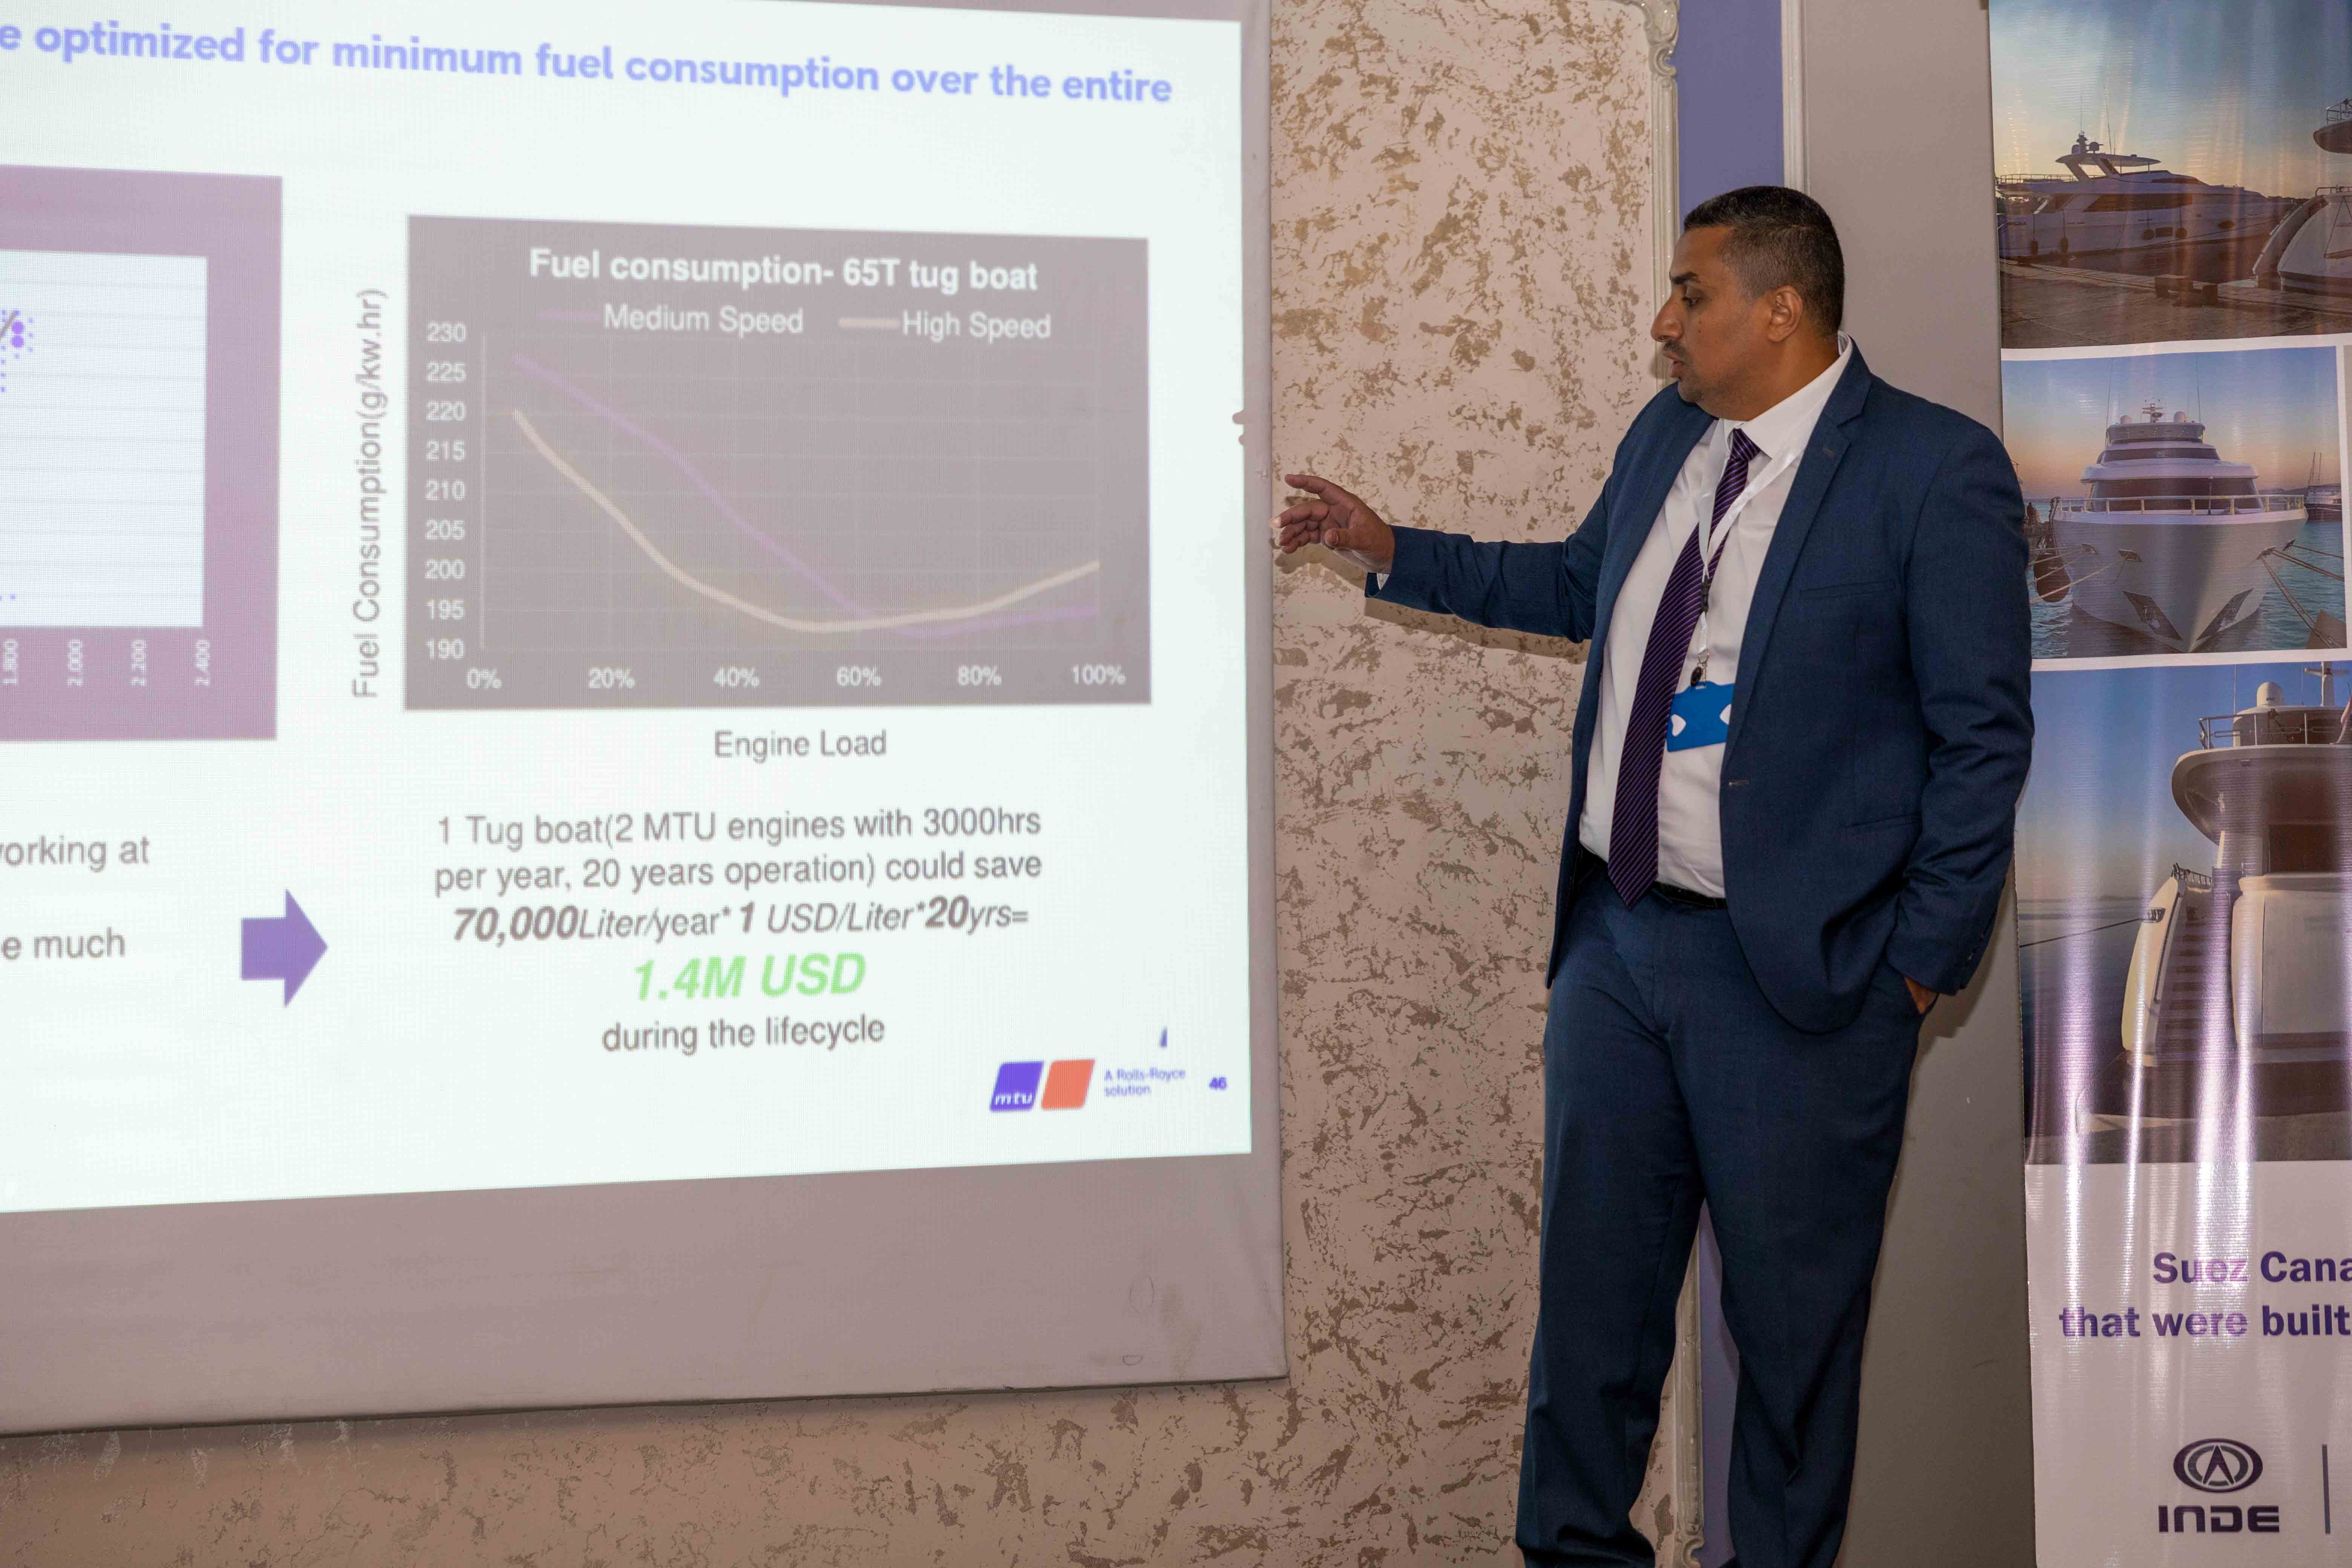 e optimized for minimum fuel consumption over the entire
1.800
2.000
2.200
2.400
Fuel consumption- 65T tug boat
Medium Speed
High Speed
Fuel Consumption(g/kw.hr)
230
225
220
215
210
205
200
195
190
0%
20%
40%
60%
80%
100%
Engine Load
orking at
e much
1 Tug boat(2 MTU engines with 3000hrs
per year, 20 years operation) could save
70,000Liter/year*1 USD/Liter*20yrs=
1.4M USD
during the lifecycle
mtu
A Rolls-Royce
solution
46
Suez Cana
that were built
INDE